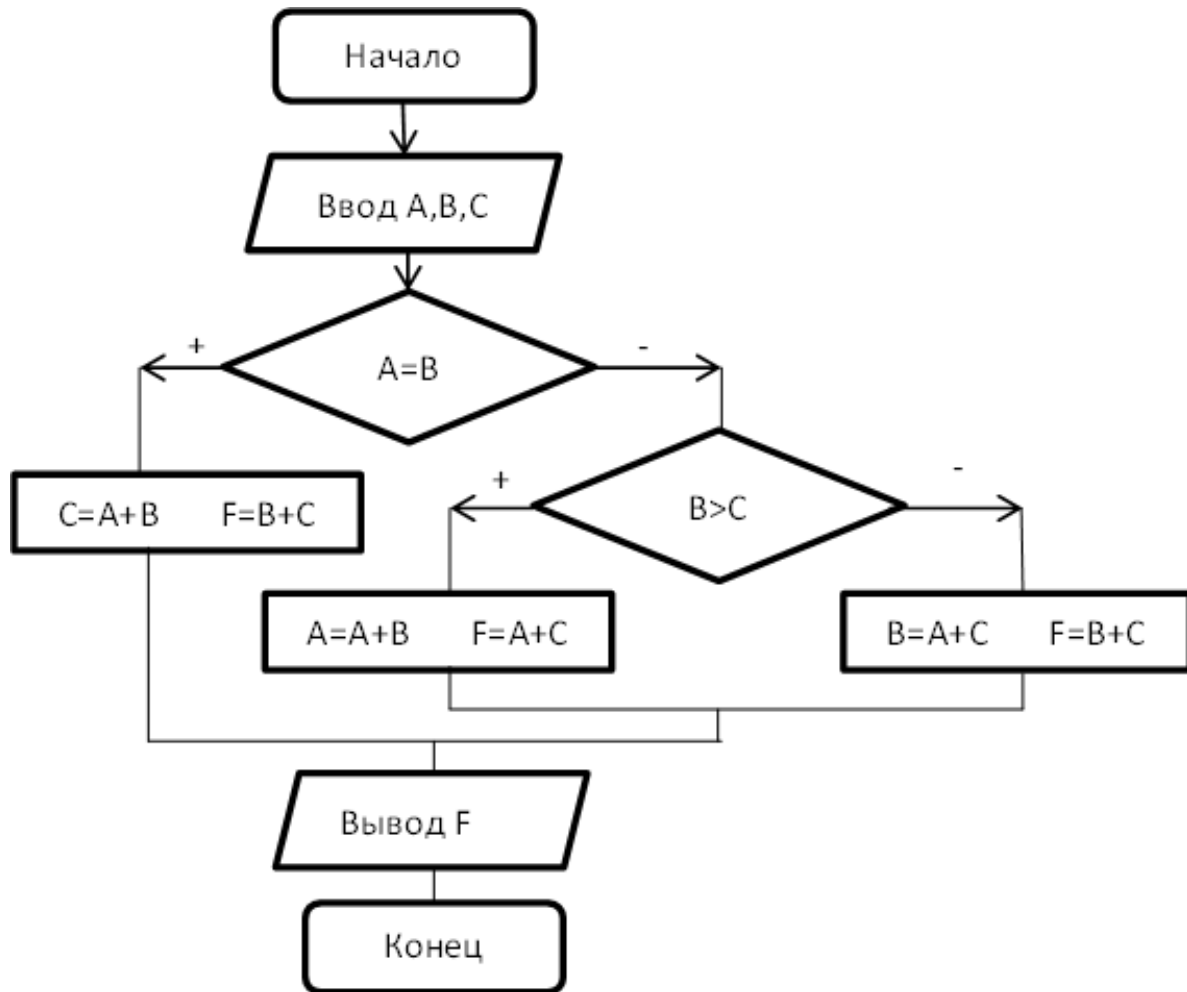 Начало
Ввод A,B,C
+
-
A=B
+
-
B>C
C=A+B F=B+C
A=A+B F=A+C
B=A+C F=B+C
Вывод F
Конец